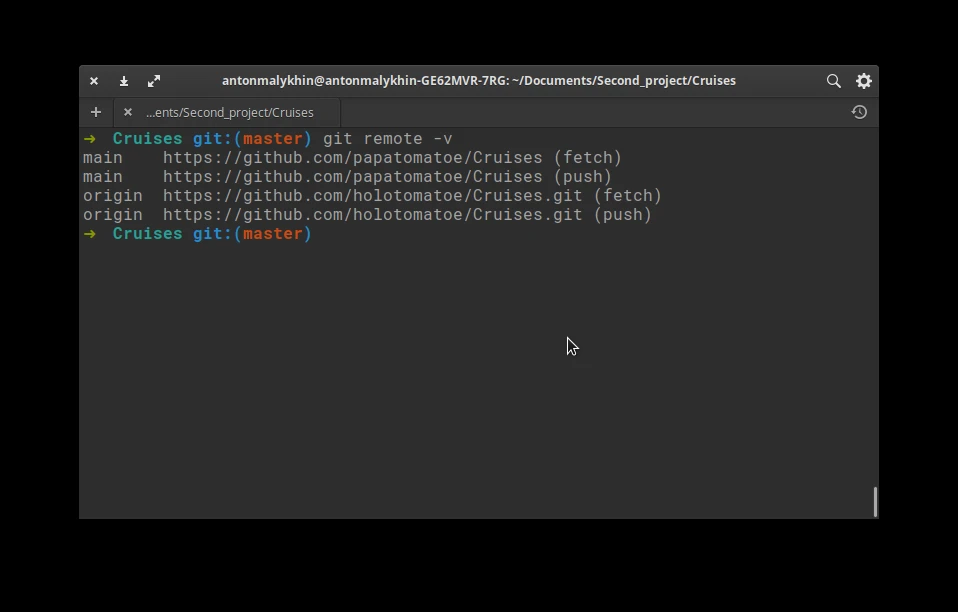 antonmalykhin@antonmalykhin-GE62MVR-7RG: ~/Documents/Second_project/Cruises
...ents/Second_project/Cruises
➜  Cruises git:(master) git remote -v
main    https://github.com/papatomatoe/Cruises (fetch)
main    https://github.com/papatomatoe/Cruises (push)
origin  https://github.com/holotomatoe/Cruises.git (fetch)
origin  https://github.com/holotomatoe/Cruises.git (push)
➜  Cruises git:(master)